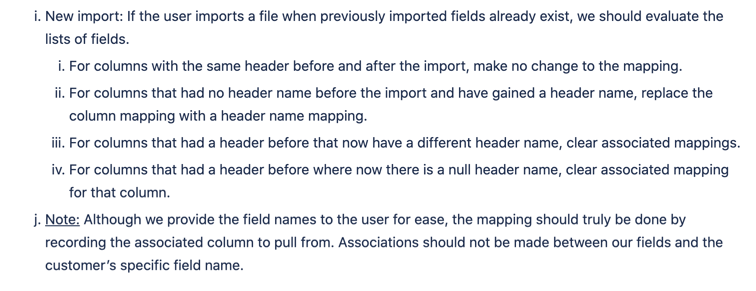 i. New import: If the user imports a file when previously imported fields already exist, we should evaluate the
lists of fields.
i. For columns with the same header before and after the import, make no change to the mapping.
ii. For columns that had no header name before the import and have gained a header name, replace the
column mapping with a header name mapping.
iii. For columns that had a header before that now have a different header name, clear associated mappings.
iv. For columns that had a header before where now there is a null header name, clear associated mapping
for that column.
j. Note: Although we provide the field names to the user for ease, the mapping should truly be done by
recording the associated column to pull from. Associations should not be made between our fields and the
customer's specific field name.